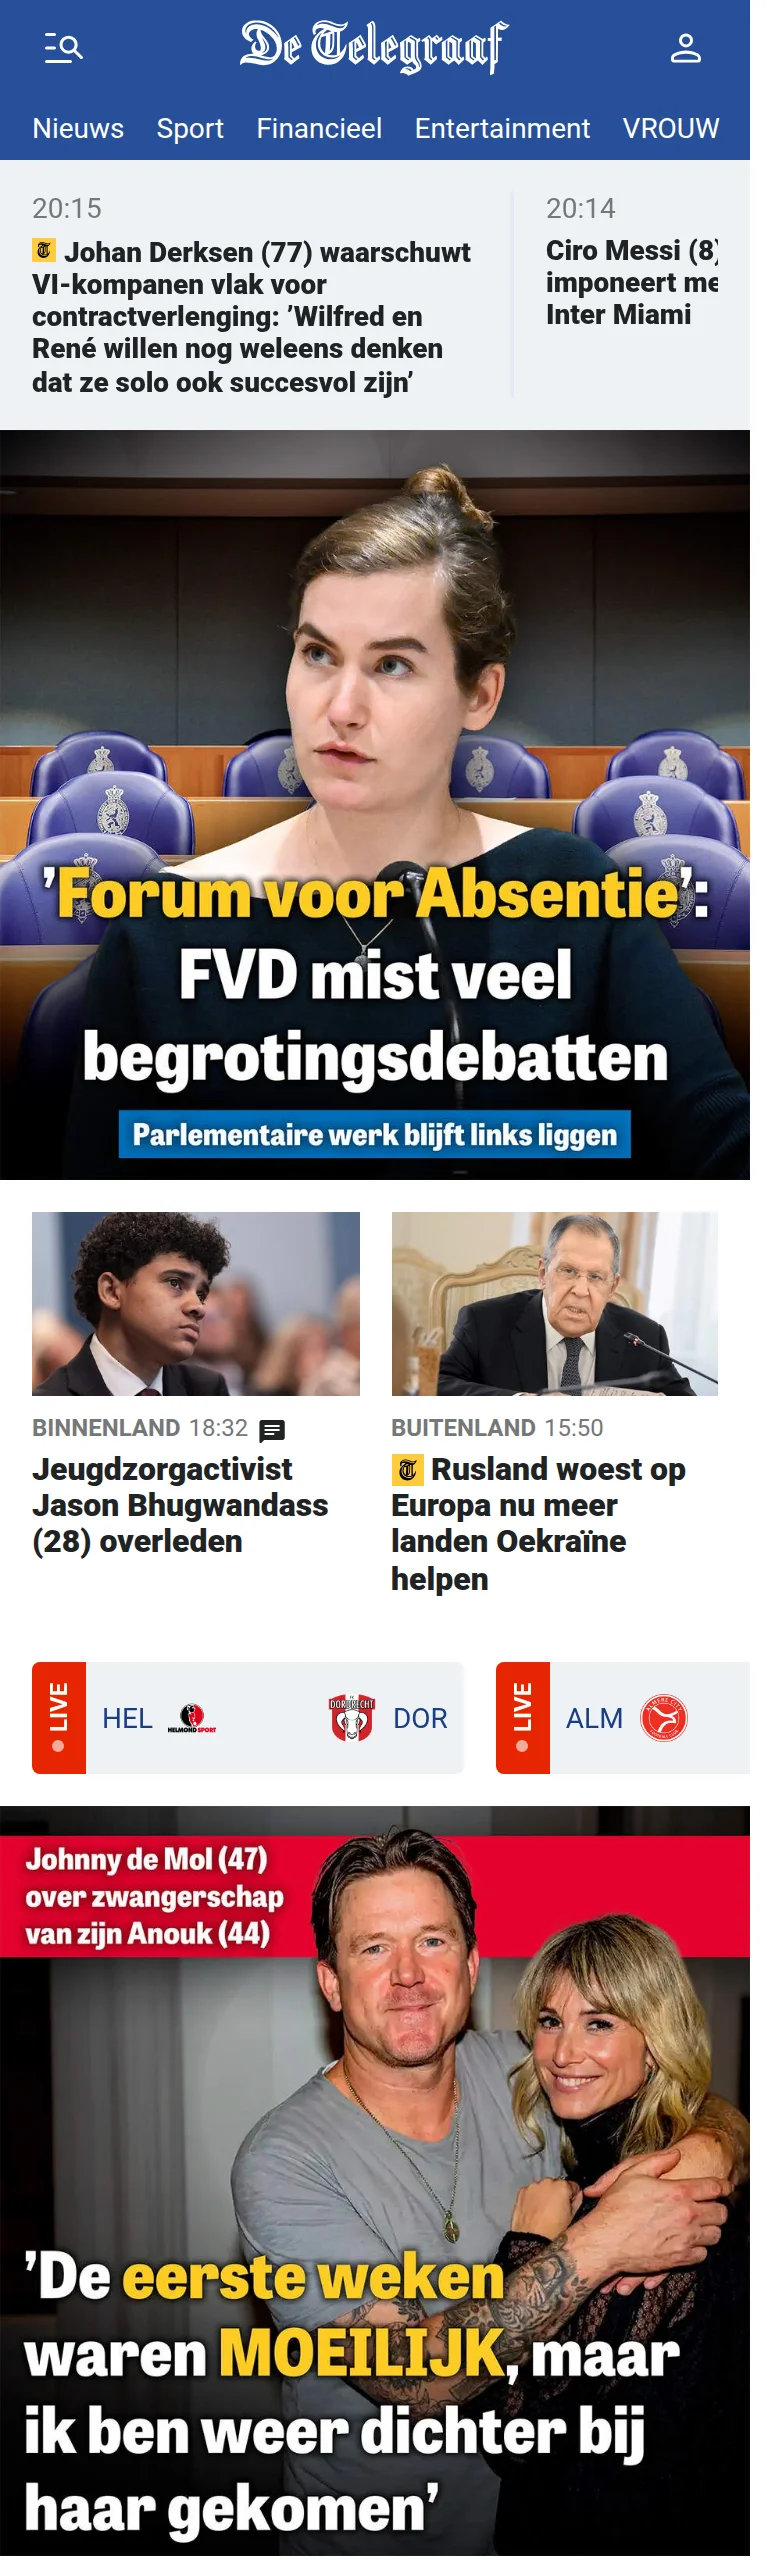 De Telegraaf
Nieuws Sport Financieel Entertainment VROUW
20:15
Johan Derksen (77) waarschuwt
VI-kompanen vlak voor
contractverlenging: ’Wilfred en
René willen nog weleens denken
dat ze solo ook succesvol zijn’
20:14
Ciro Messi (8)
imponeert me
Inter Miami
’Forum voor Absentie’:
FVD mist veel
begrotingsdebatten
Parlementaire werk blijft links liggen
BINNENLAND 18:32
Jeugdzorgactivist
Jason Bhugwandass
(28) overleden
BUITENLAND 15:50
Rusland woest op
Europa nu meer
landen Oekraïne
helpen
LIVE
HEL
HELMOND SPORT
DORDRECHT
DOR
LIVE
ALM
ALMERE CITY
Johnny de Mol (47)
over zwangerschap
van zijn Anouk (44)
’De eerste weken
waren MOEILIJK, maar
ik ben weer dichter bij
haar gekomen’